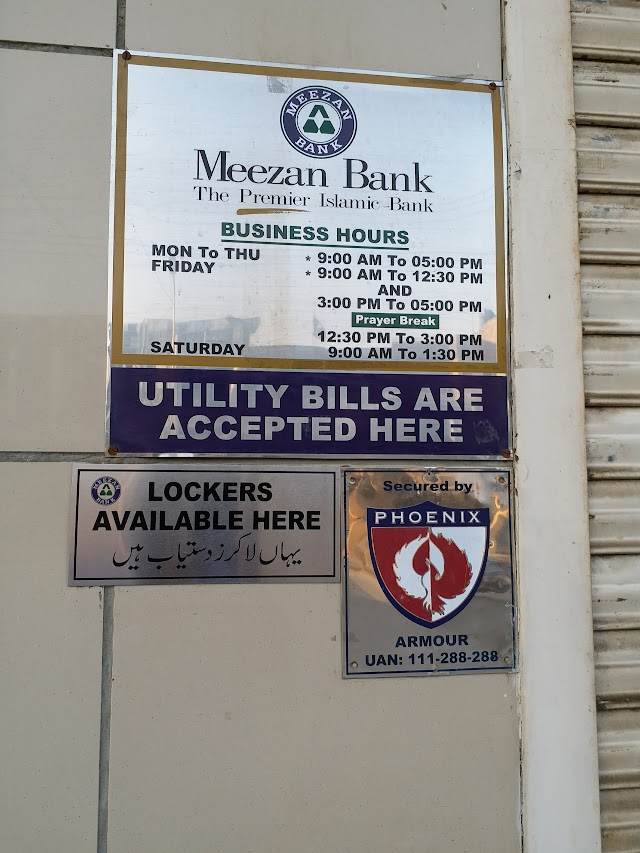 MEEZAN BANK
Meezan Bank
The Premier Islamic Bank
BUSINESS HOURS
MON To THU * 9:00 AM To 05:00 PM
FRIDAY * 9:00 AM To 12:30 PM
AND
3:00 PM To 05:00 PM
Prayer Break
12:30 PM To 3:00 PM
SATURDAY 9:00 AM To 1:30 PM
UTILITY BILLS ARE
ACCEPTED HERE
MEEZAN BANK
LOCKERS
AVAILABLE HERE
یہاں لاکرز دستیاب ہیں
Secured by
PHOENIX
ARMOUR
UAN: 111-288-288